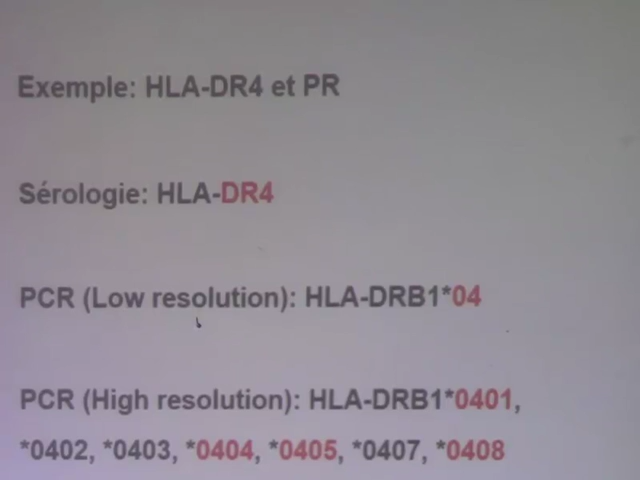 Exemple: HLA-DR4 et PR
Sérologie: HLA-DR4
PCR (Low resolution): HLA-DRB1*04
PCR (High resolution): HLA-DRB1*0401,
*0402, *0403, *0404, *0405, *0407, *0408